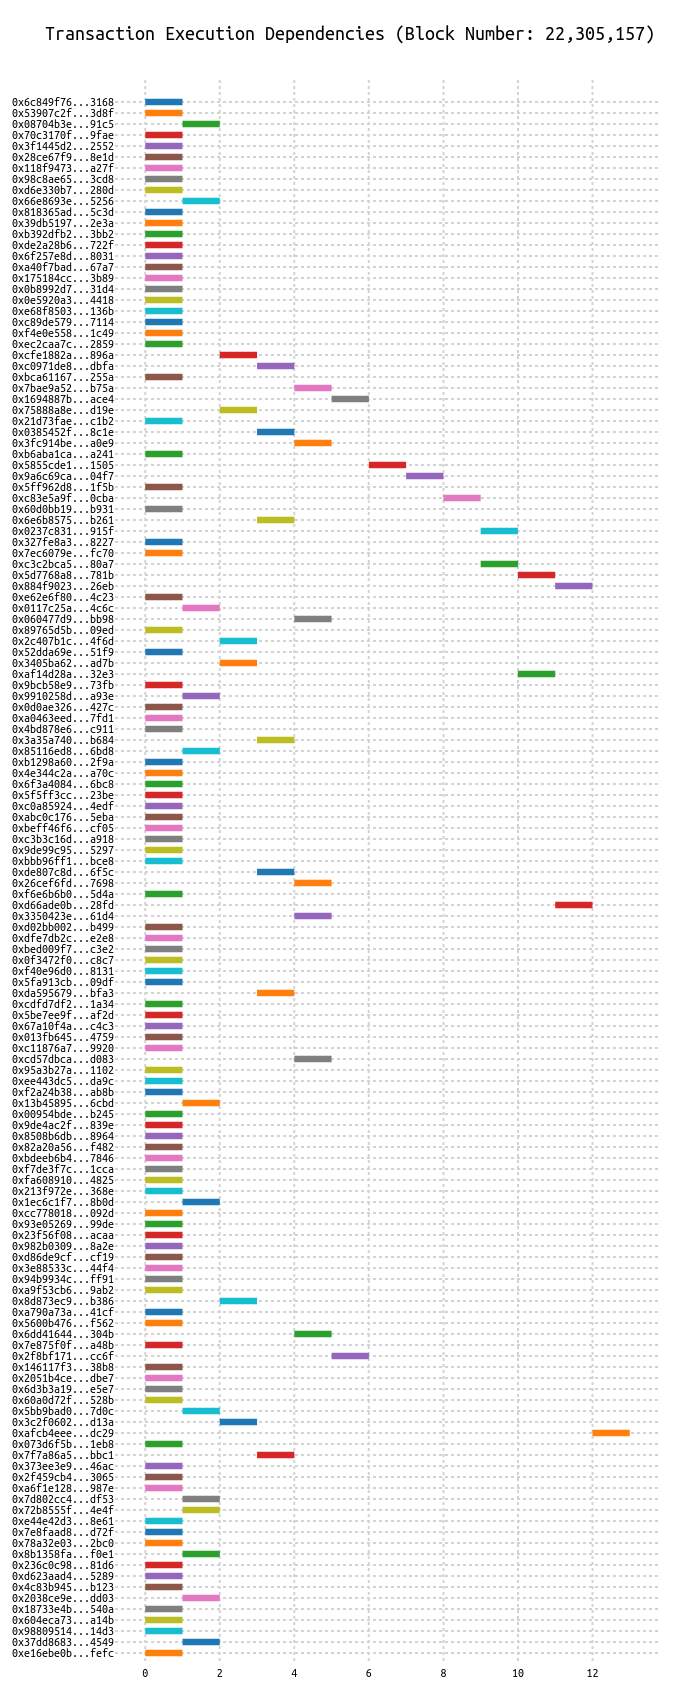 Transaction Execution Dependencies (Block Number: 22,305,157)
0x6c849f76...3168
0x53907c2f...3d8f
0x08704b3e...91c5
0x70c3170f...9fae
0x3f1445d2...2552
0x28ce67f9...8e1d
0x118f9473...a27f
0x98c8ae65...3cd8
0xd6e330b7...280d
0x66e8693e...5256
0x818365ad...5c3d
0x39db5197...2e3a
0xb392dfb2...3bb2
0xde2a28b6...722f
0x6f257e8d...8031
0xa40f7bad...67a7
0x175184cc...3b89
0x0b8992d7...31d4
0x0e5920a3...4418
0xe68f8503...136b
0xc89de579...7114
0xf4e0e558...1c49
0xec2caa7c...2859
0xcfe1882a...896a
0xc0971de8...dbfa
0xbca61167...255a
0x7bae9a52...b75a
0x1694887b...ace4
0x75888a8e...d19e
0x21d73fae...c1b2
0x0385452f...8c1e
0x3fc914be...a0e9
0xb6aba1ca...a241
0x5855cde1...1505
0x9a6c69ca...04f7
0x5ff962d8...1f5b
0xc83e5a9f...0cba
0x60d0bb19...b931
0x6e6b8575...b261
0x0237c831...915f
0x327fe8a3...8227
0x7ec6079e...fc70
0xc3c2bca5...80a7
0x5d7768a8...781b
0x884f9023...26eb
0xe62e6f80...4c23
0x0117c25a...4c6c
0x060477d9...bb98
0x89765d5b...09ed
0x2c407b1c...4f6d
0x52dda69e...51f9
0x3405ba62...ad7b
0xaf14d28a...32e3
0x9bcb58e9...73fb
0x9910258d...a93e
0x0d0ae326...427c
0xa0463eed...7fd1
0x4bd878e6...c911
0x3a35a740...b684
0x85116ed8...6bd8
0xb1298a60...2f9a
0x4e344c2a...a70c
0x6f3a4084...6bc8
0x5f5ff3cc...23be
0xc0a85924...4edf
0xabc0c176...5eba
0xbeff46f6...cf05
0xc3b3c16d...a918
0x9de99c95...5297
0xbbb96ff1...bce8
0xde807c8d...6f5c
0x26cef6fd...7698
0xf6e6b6b0...5d4a
0xd66ade0b...28fd
0x3350423e...61d4
0xd02bb002...b499
0xdfe7db2c...e2e8
0xbed009f7...c3e2
0x0f3472f0...c8c7
0xf40e96d0...8131
0x5fa913cb...09df
0xda595679...bfa3
0xcdfd7df2...1a34
0x5be7ee9f...af2d
0x67a10f4a...c4c3
0x013fb645...4759
0xc11876a7...9920
0xcd57dbca...d083
0x95a3b27a...1102
0xee443dc5...da9c
0xf2a24b38...ab8b
0x13b45895...6cbd
0x00954bde...b245
0x9de4ac2f...839e
0x8508b6db...8964
0x82a20a56...f482
0xbdeeb6b4...7846
0xf7de3f7c...1cca
0xfa608910...4825
0x213f972e...368e
0x1ec6c1f7...8b0d
0xcc778018...092d
0x93e05269...99de
0x23f56f08...acaa
0x982b0309...8a2e
0xd86de9cf...cf19
0x3e88533c...44f4
0x94b9934c...ff91
0xa9f53cb6...9ab2
0x8d873ec9...b386
0xa790a73a...41cf
0x5600b476...f562
0x6dd41644...304b
0x7e875f0f...a48b
0x2f8bf171...cc6f
0x146117f3...38b8
0x2051b4ce...dbe7
0x6d3b3a19...e5e7
0x60a0d72f...528b
0x5bb9bad0...7d0c
0x3c2f0602...d13a
0xafcb4eee...dc29
0x073d6f5b...1eb8
0x7f7a86a5...bbc1
0x373ee3e9...46ac
0x2f459cb4...3065
0xa6f1e128...987e
0x7d802cc4...df53
0x72b8555f...4e4f
0xe44e42d3...8e61
0x7e8faad8...d72f
0x78a32e03...2bc0
0x8b1358fa...f0e1
0x236c0c98...81d6
0xd623aad4...5289
0x4c83b945...b123
0x2038ce9e...dd03
0x18733e4b...540a
0x604eca73...a14b
0x98809514...14d3
0x37dd8683...4549
0xe16ebe0b...fefc
0 2 4 6 8 10 12